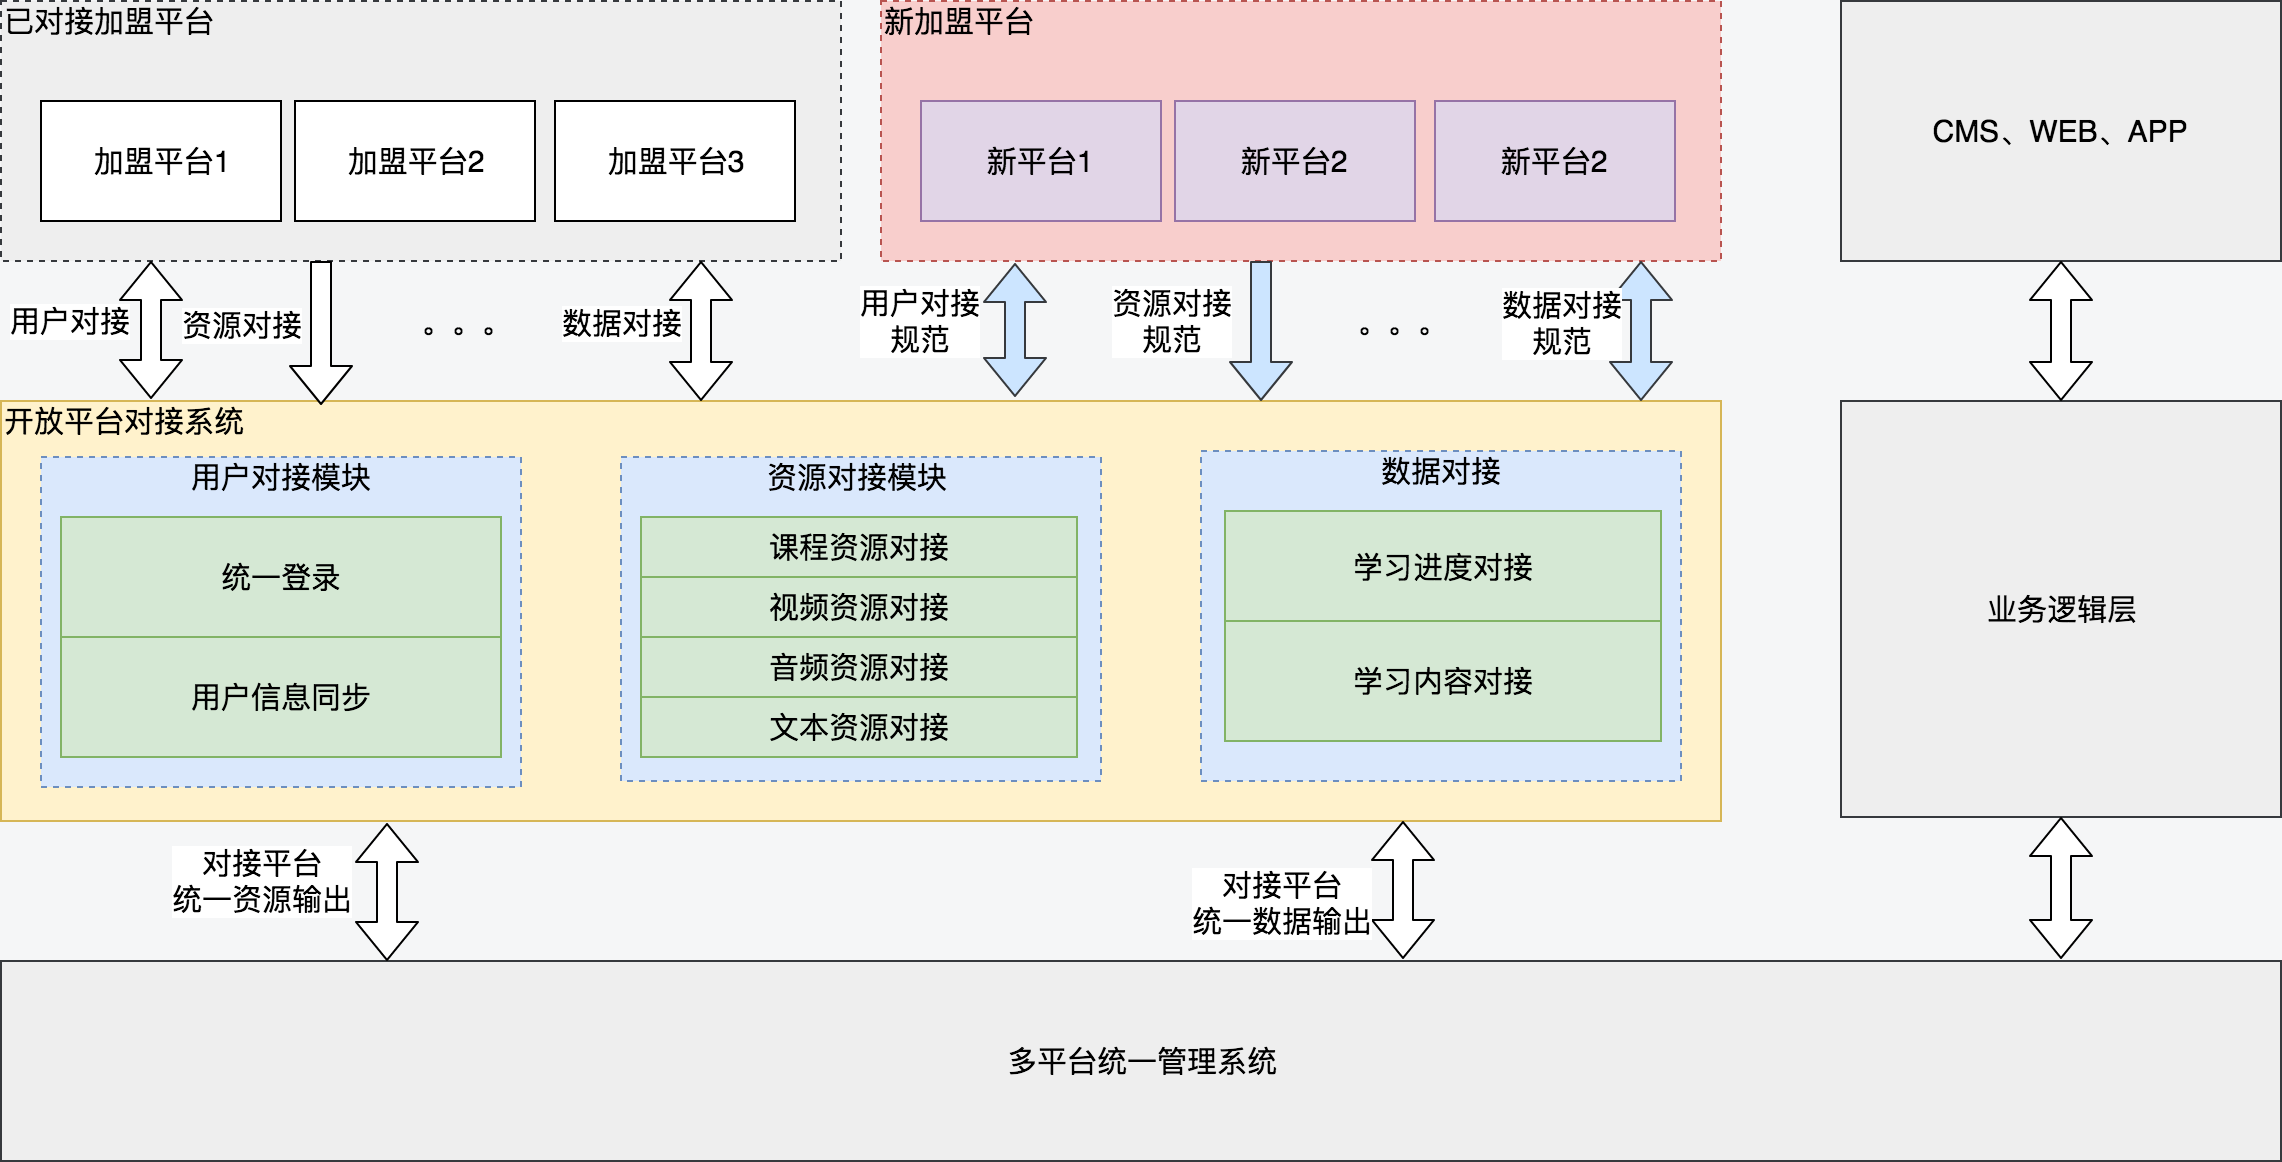 已对接加盟平台
加盟平台1
加盟平台2
加盟平台3
新加盟平台
新平台1
新平台2
新平台2
CMS、WEB、APP
用户对接
资源对接
。。。
数据对接
用户对接
规范
资源对接
规范
。。。
数据对接
规范
开放平台对接系统
用户对接模块
统一登录
用户信息同步
资源对接模块
课程资源对接
视频资源对接
音频资源对接
文本资源对接
数据对接
学习进度对接
学习内容对接
业务逻辑层
对接平台
统一资源输出
对接平台
统一数据输出
多平台统一管理系统